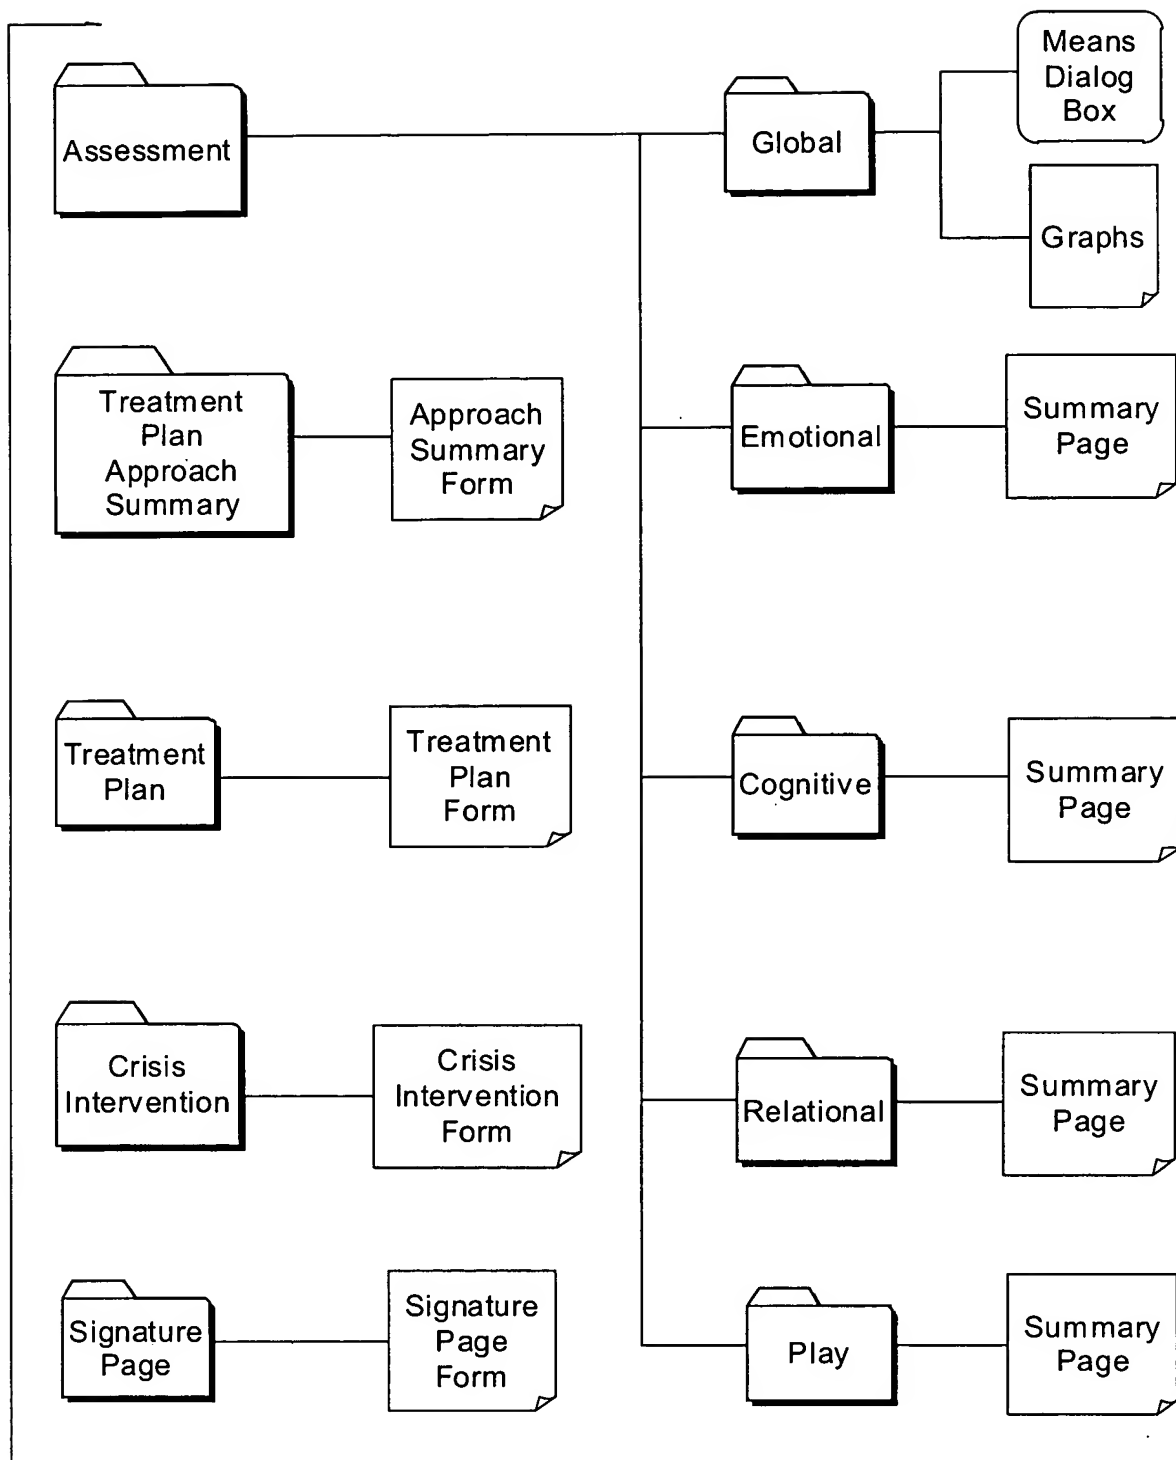 Assessment
Global
Means
Dialog
Box
Graphs
Treatment
Plan
Approach
Summary
Approach
Summary
Form
Emotional
Summary
Page
Treatment
Plan
Treatment
Plan
Form
Cognitive
Summary
Page
Crisis
Intervention
Crisis
Intervention
Form
Relational
Summary
Page
Signature
Page
Signature
Page
Form
Play
Summary
Page